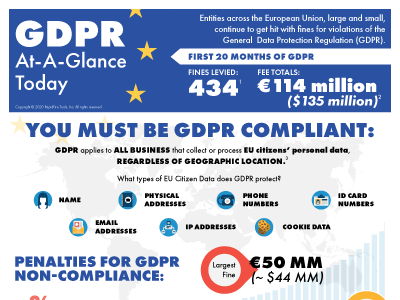 GDPR
At-A-Glance
Today
Entities across the European Union, large and small,
continue to get hit with fines for violations of the
General Data Protection Regulation (GDPR).
FIRST 20 MONTHS OF GDPR
FINES LEVIED:
434¹
FEE TOTALS:
€114 million
($135 million)²
YOU MUST BE GDPR COMPLIANT:
GDPR applies to ALL BUSINESS that collect or process EU citizens' personal data,
REGARDLESS OF GEOGRAPHIC LOCATION.³
What types of EU Citizen Data does GDPR protect?
NAME
PHYSICAL
ADDRESSES
PHONE
NUMBERS
ID CARD
NUMBERS
EMAIL
ADDRESSES
IP ADDRESSES
COOKIE DATA
PENALTIES FOR GDPR
NON-COMPLIANCE:
Largest
Fine
€50 MM
(~ $44 MM)